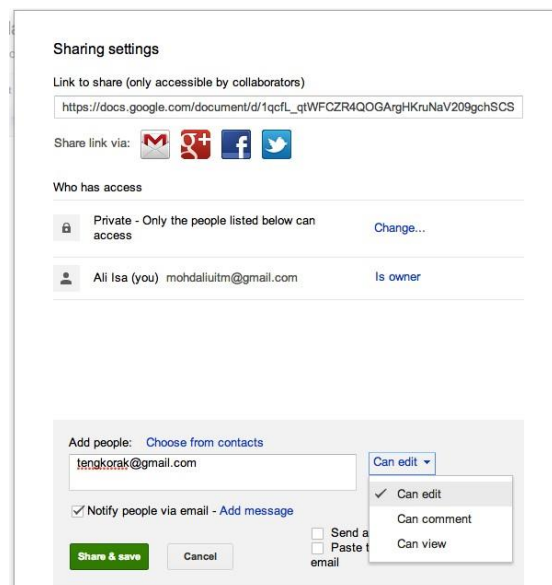 Sharing settings
Link to share (only accessible by collaborators)
https://docs.google.com/document/d/1qcfL_qtWFCZR4QOGArgHKruNaV209gchSCS
Share link via:
Who has access
Private - Only the people listed below can
access
Change...
Ali Isa (you) mohdaliuitm@gmail.com
Is owner
Add people: Choose from contacts
tengkorak@gmail.com
Can edit
Can edit
Can comment
Can view
Notify people via email - Add message
Send a
Paste t
email
Share & save
Cancel